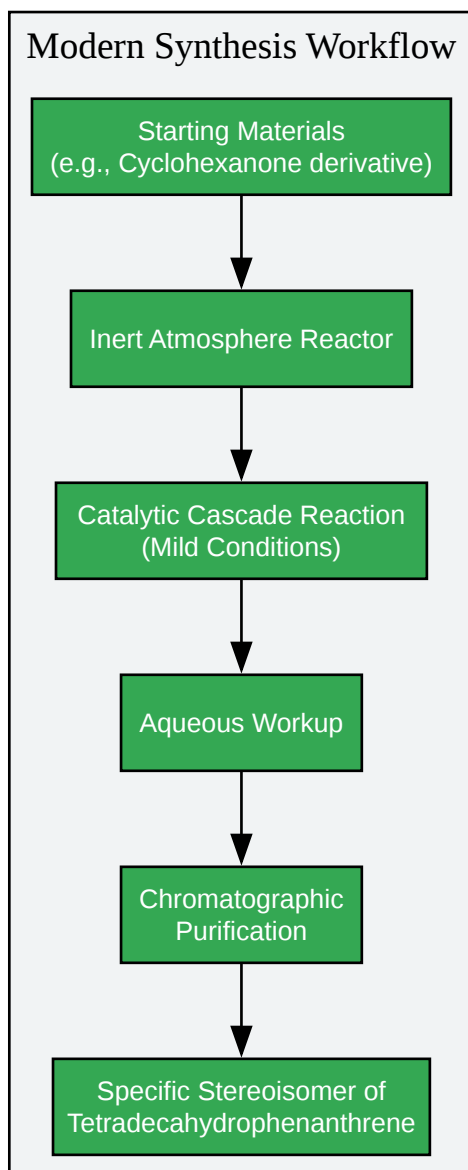 Modern Synthesis Workflow
Starting Materials
(e.g., Cyclohexanone derivative)
Inert Atmosphere Reactor
Catalytic Cascade Reaction
(Mild Conditions)
Aqueous Workup
Chromatographic
Purification
Specific Stereoisomer of
Tetradecahydrophenanthrene